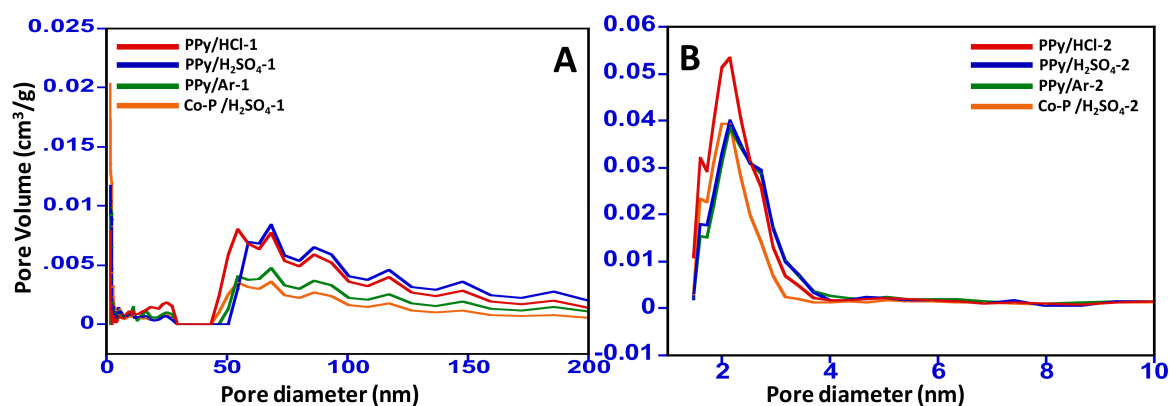 0.025
0.02
.015
0.01
.005
0
Pore Volume (cm³/g)
PPy/HCl-1
PPy/H₂SO₄-1
PPy/Ar-1
Co-P /H₂SO₄-1
A
0 50 100 150 200
Pore diameter (nm)
0.06
0.05
0.04
0.03
0.02
0.01
0
-0.01
B
PPy/HCl-2
PPy/H₂SO₄-2
PPy/Ar-2
Co-P /H₂SO₄-2
2 4 6 8 10
Pore diameter (nm)